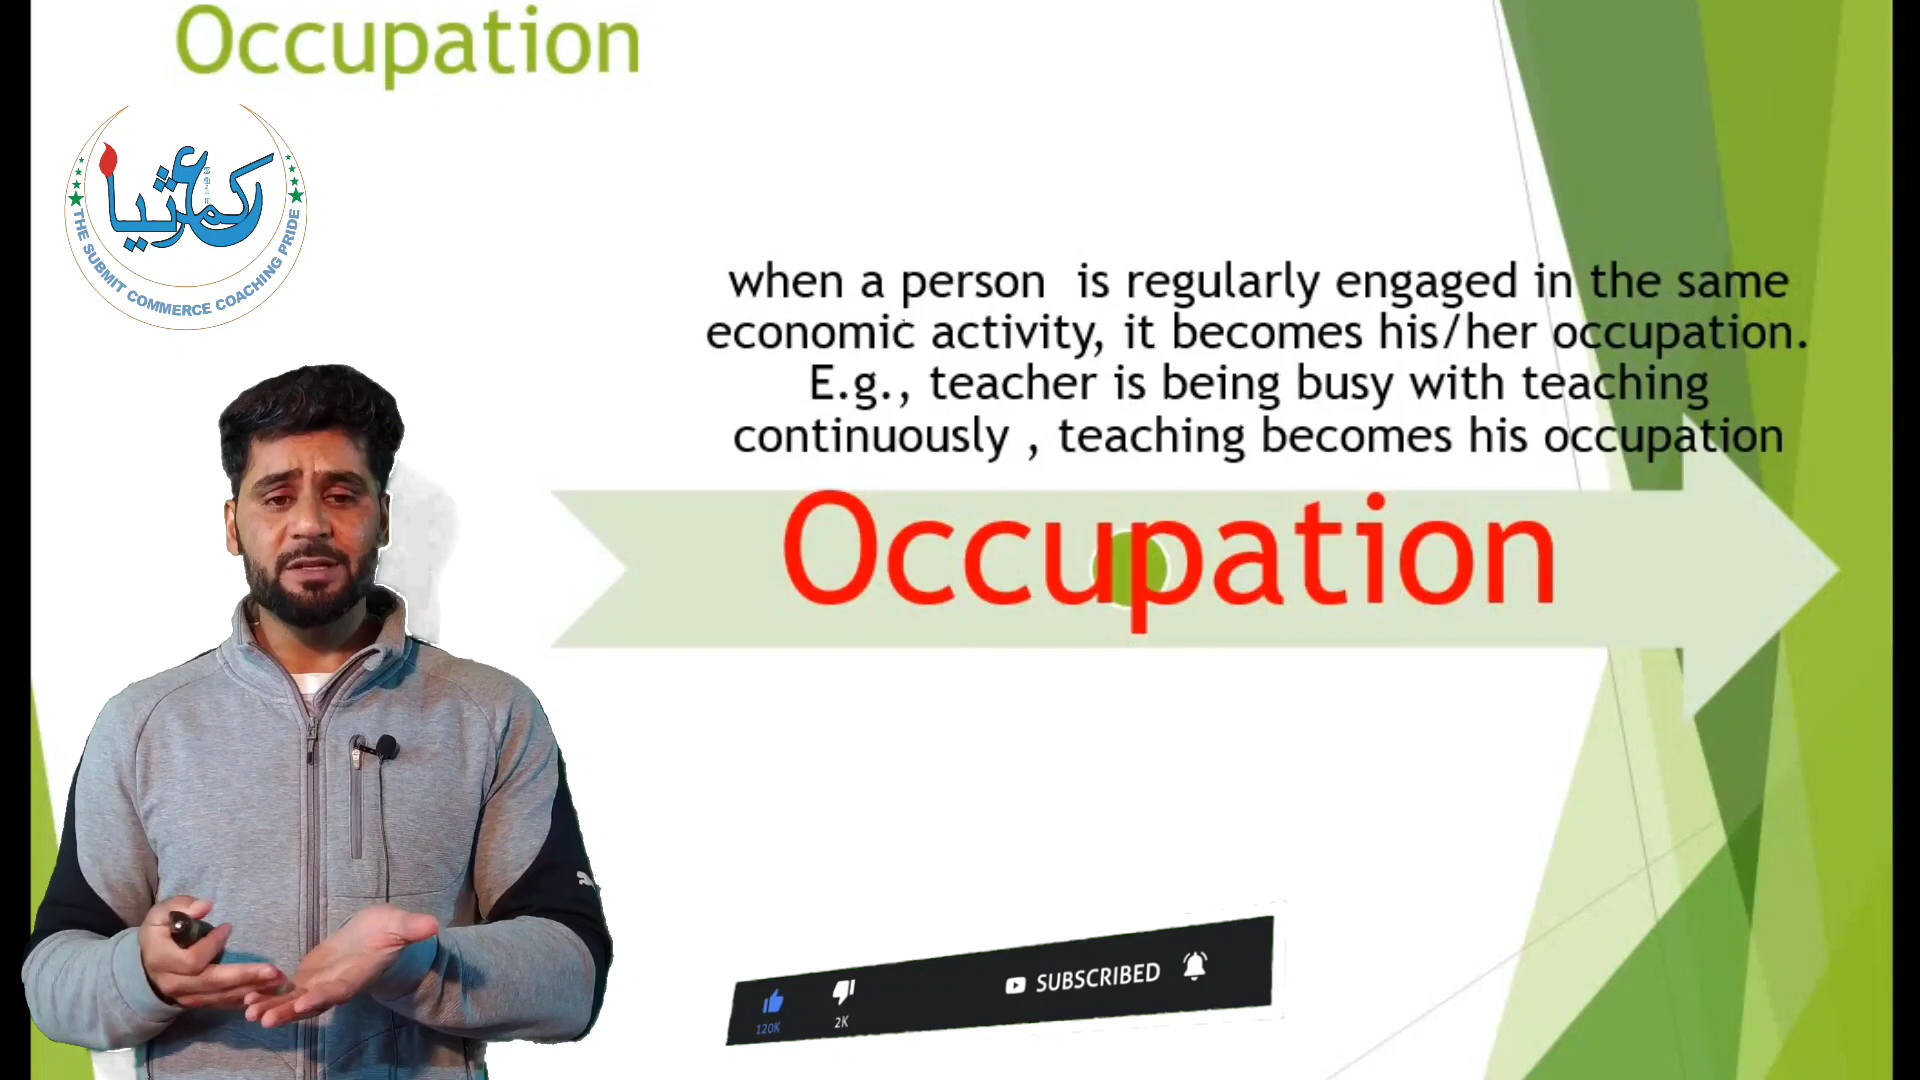 Occupation
کمرثیاع
THE SUBMIT COMMERCE COACHING PRIDE
when a person is regularly engaged in the same
economic activity, it becomes his/her occupation.
E.g., teacher is being busy with teaching
continuously , teaching becomes his occupation
Occupation
120K
2K
SUBSCRIBED